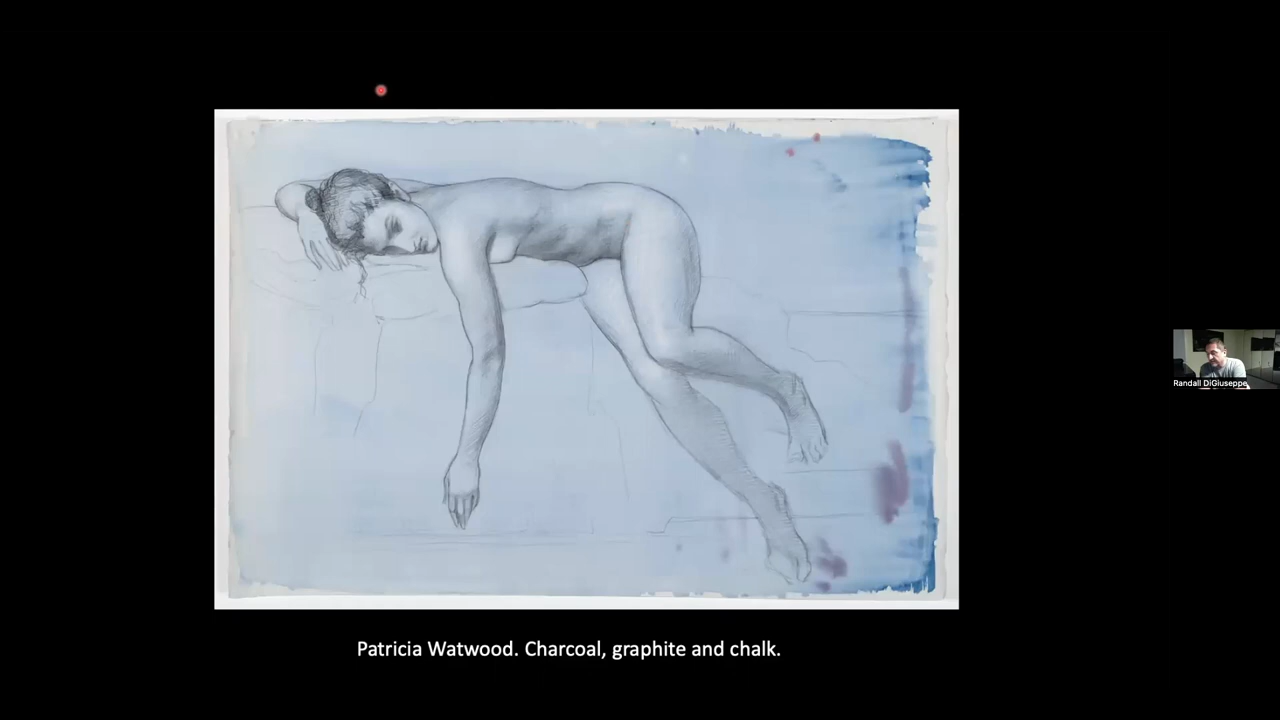 Randall DiGiuseppe
Patricia Watwood. Charcoal, graphite and chalk.